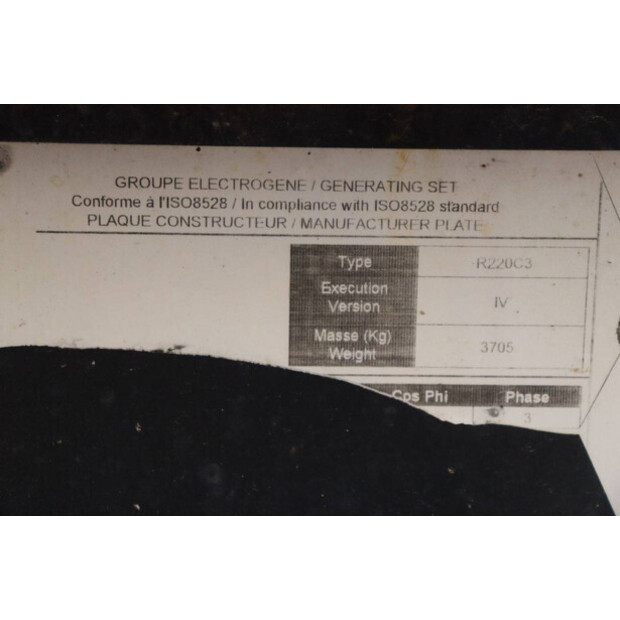 GROUPE ELECTROGENE / GENERATING SET
Conforme à l'ISO8528 / In compliance with ISO8528 standard
PLAQUE CONSTRUCTEUR / MANUFACTURER PLATE
Type R220C3
Execution
Version IV
Masse (Kg)
Weight 3705
Cos Phi Phase
3